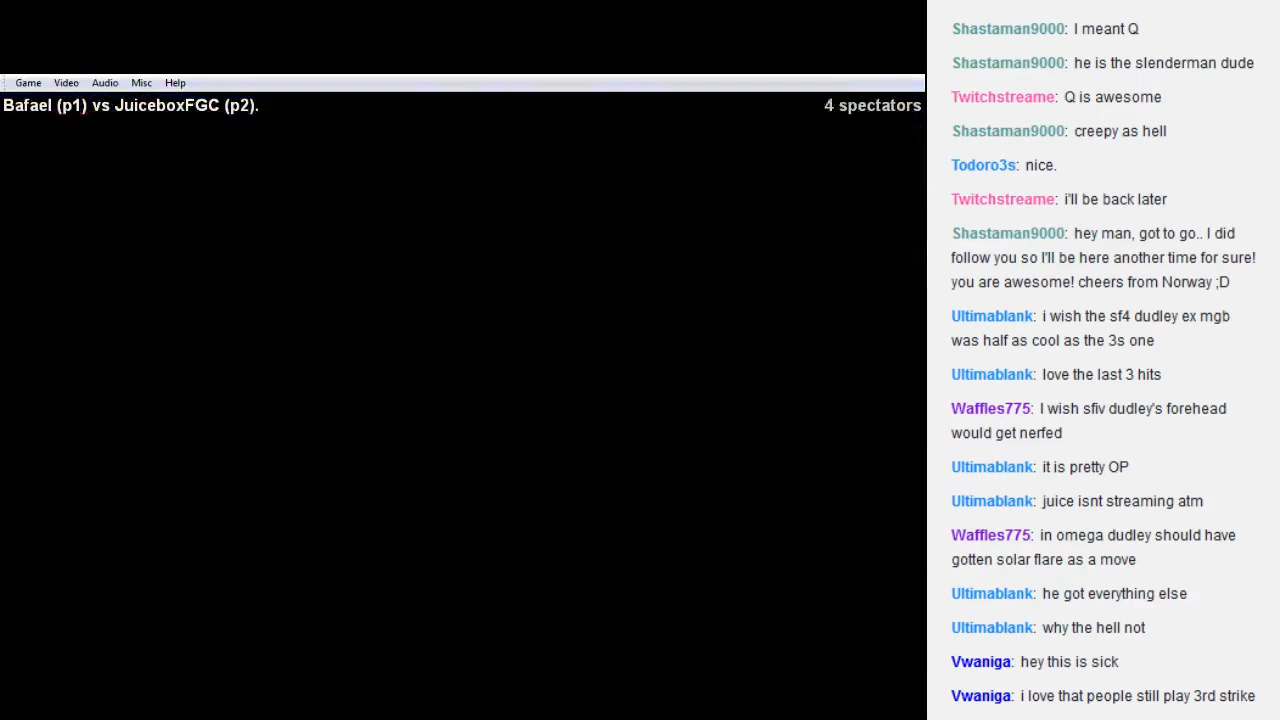 Game Video Audio Misc Help
Bafael (p1) vs JuiceboxFGC (p2).
4 spectators
Shastaman9000: I meant Q
Shastaman9000: he is the slenderman dude
Twitchstreame: Q is awesome
Shastaman9000: creepy as hell
Todoro3s: nice.
Twitchstreame: i'll be back later
Shastaman9000: hey man, got to go.. I did
follow you so I'll be here another time for sure!
you are awesome! cheers from Norway ;D
Ultimablank: i wish the sf4 dudley ex mgb
was half as cool as the 3s one
Ultimablank: love the last 3 hits
Waffles775: I wish sfiv dudley's forehead
would get nerfed
Ultimablank: it is pretty OP
Ultimablank: juice isnt streaming atm
Waffles775: in omega dudley should have
gotten solar flare as a move
Ultimablank: he got everything else
Ultimablank: why the hell not
Vwaniga: hey this is sick
Vwaniga: i love that people still play 3rd strike